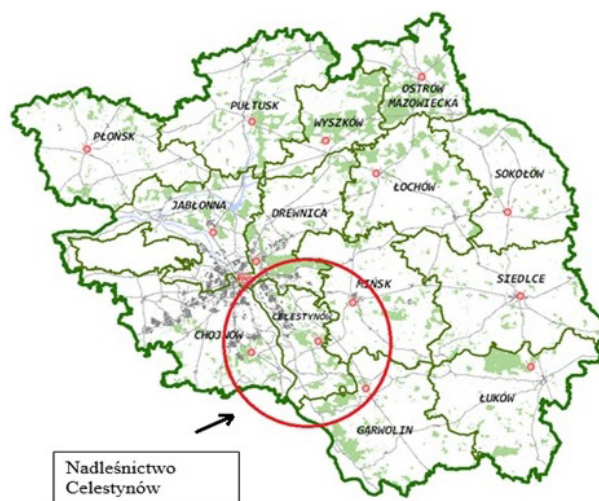 OSTRÓW
MAZOWIECKA
PUŁTUSK
WYSZKÓW
PŁOŃSK
SOKOŁÓW
ŁOCHÓW
JABŁONNA
DREWNICA
MIŃSK
SIEDLCE
CELESTYNÓW
CHOJNÓW
ŁUKÓW
GARWOLIN
Nadleśnictwo
Celestynów